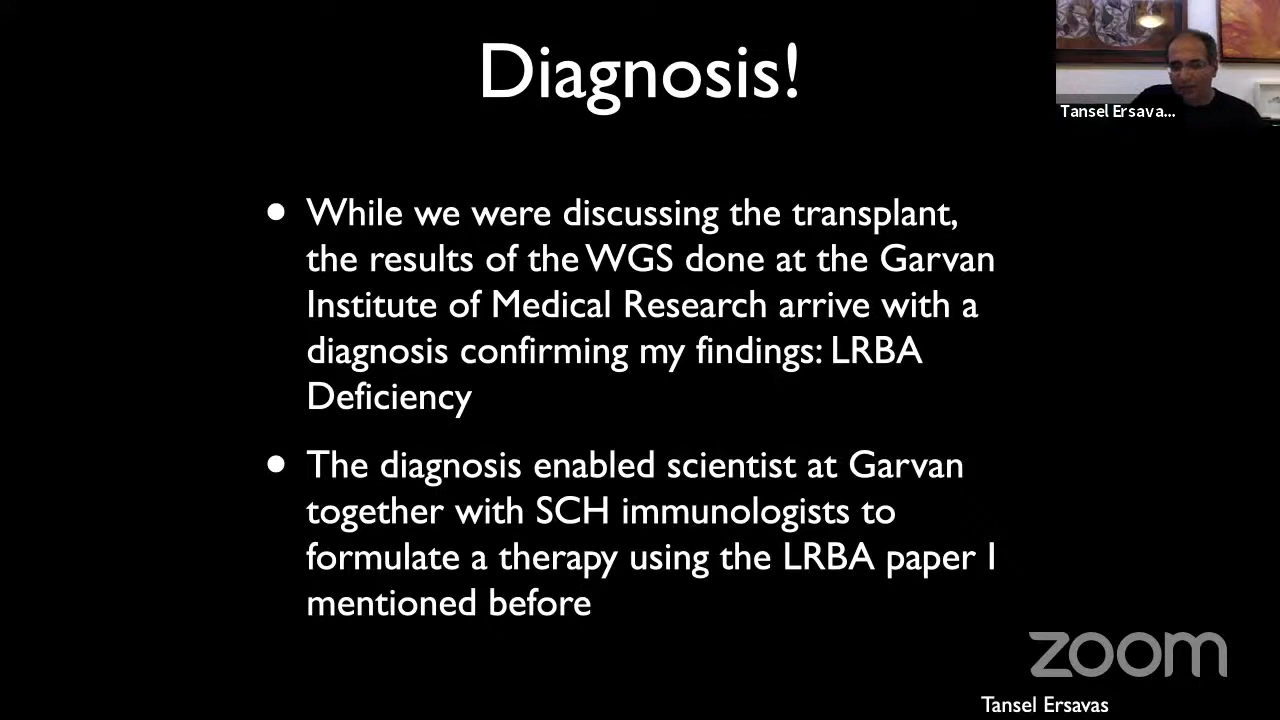 Diagnosis!
Tansel Ersava...
• While we were discussing the transplant,
the results of the WGS done at the Garvan
Institute of Medical Research arrive with a
diagnosis confirming my findings: LRBA
Deficiency
• The diagnosis enabled scientist at Garvan
together with SCH immunologists to
formulate a therapy using the LRBA paper I
mentioned before
zoom
Tansel Ersavas